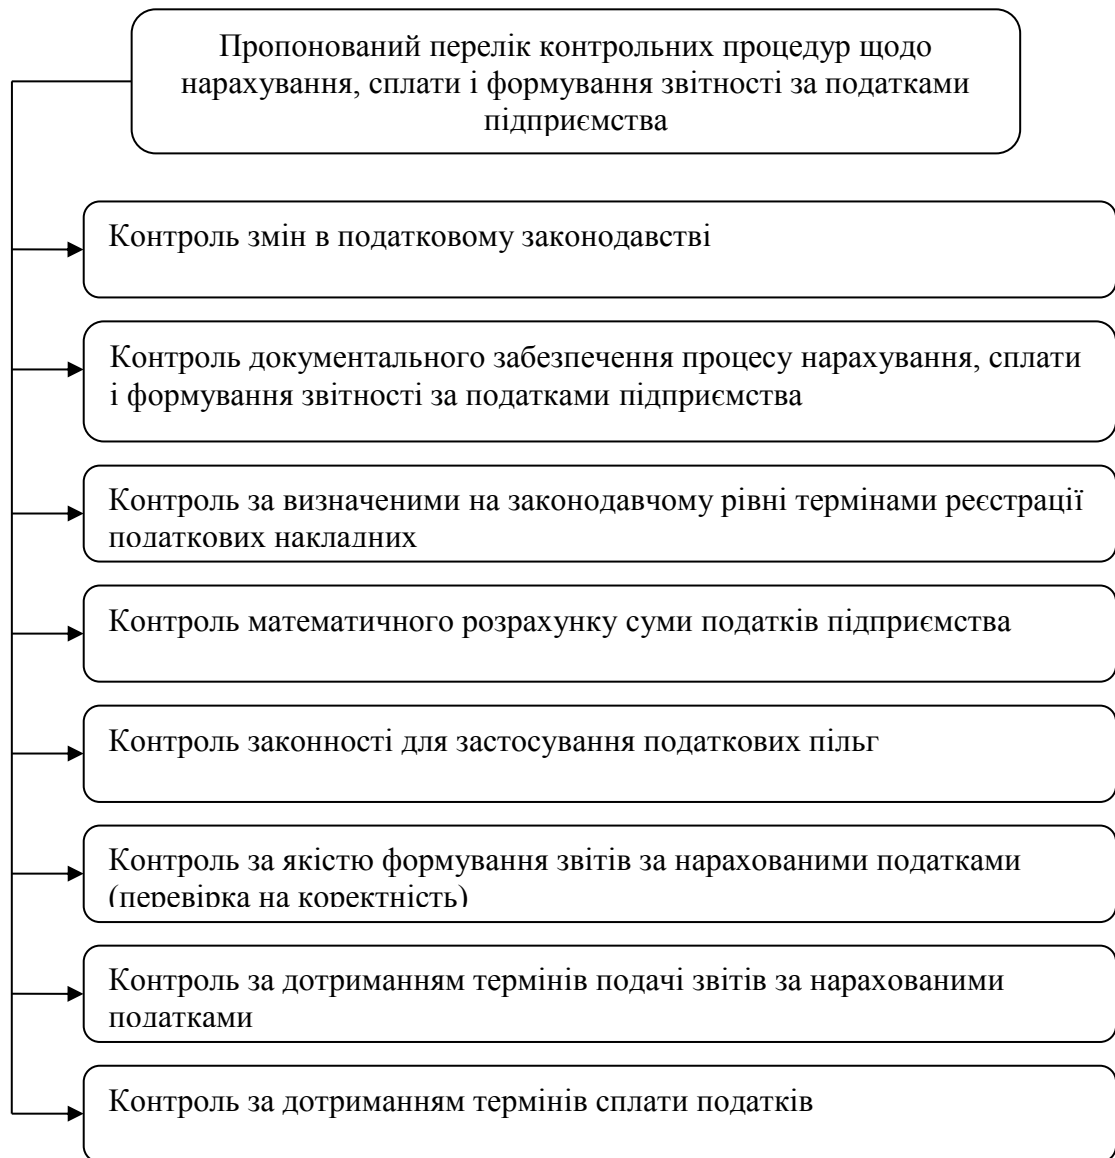 Пропонований перелік контрольних процедур щодо
нарахування, сплати і формування звітності за податками
підприємства
Контроль змін в податковому законодавстві
Контроль документального забезпечення процесу нарахування, сплати
і формування звітності за податками підприємства
Контроль за визначеними на законодавчому рівні термінами реєстрації
податкових накладних
Контроль математичного розрахунку суми податків підприємства
Контроль законності для застосування податкових пільг
Контроль за якістю формування звітів за нарахованими податками
(перевірка на коректність)
Контроль за дотриманням термінів подачі звітів за нарахованими
податками
Контроль за дотриманням термінів сплати податків